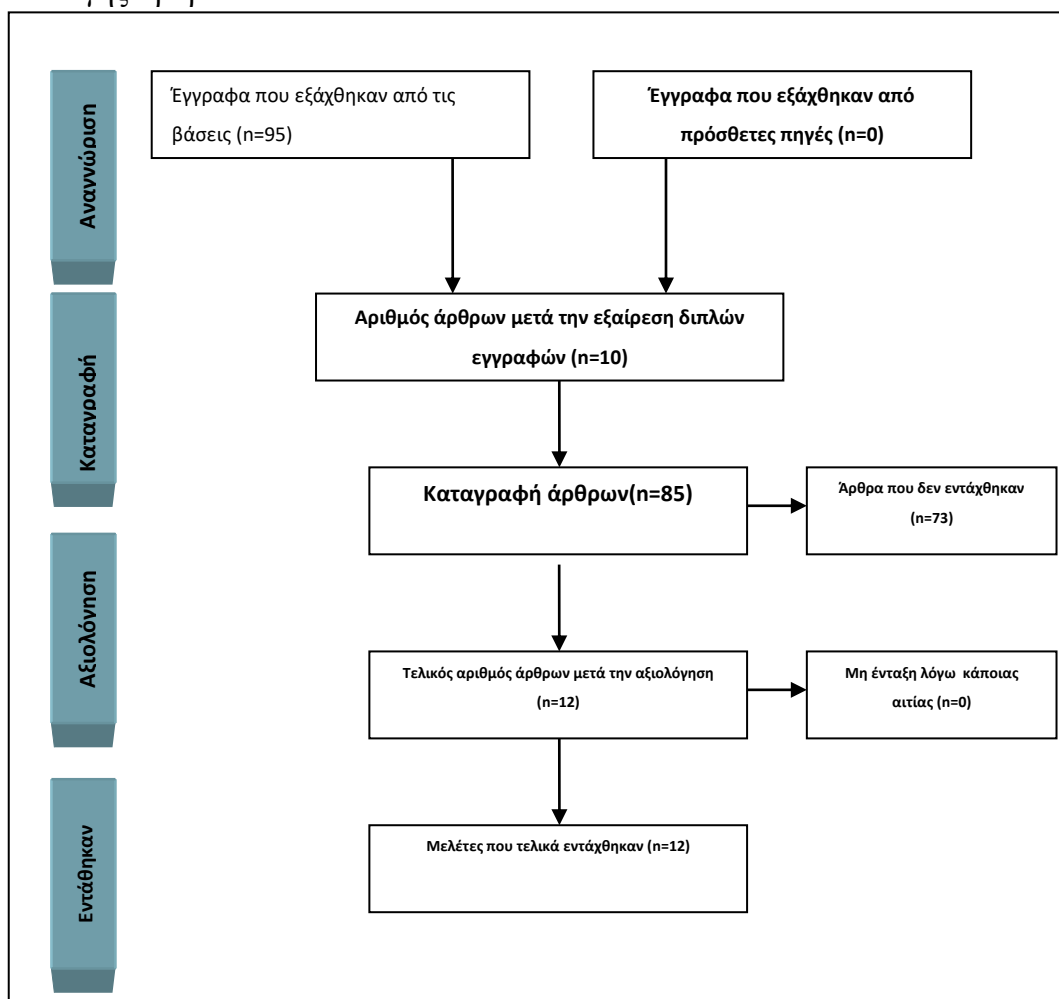 Αναννώριση
Έγγραφα που εξάχθηκαν από τις
βάσεις (n=95)
Έγγραφα που εξάχθηκαν από
πρόσθετες πηγές (n=0)
Καταγραφή
Αριθμός άρθρων μετά την εξαίρεση διπλών
εγγραφών (n=10)
Καταγραφή άρθρων(n=85)
Άρθρα που δεν εντάχθηκαν
(n=73)
Αξιολόνηση
Τελικός αριθμός άρθρων μετά την αξιολόγηση
(n=12)
Μη ένταξη λόγω κάποιας
αιτίας (n=0)
Εντάθηκαν
Μελέτες που τελικά εντάχθηκαν (n=12)